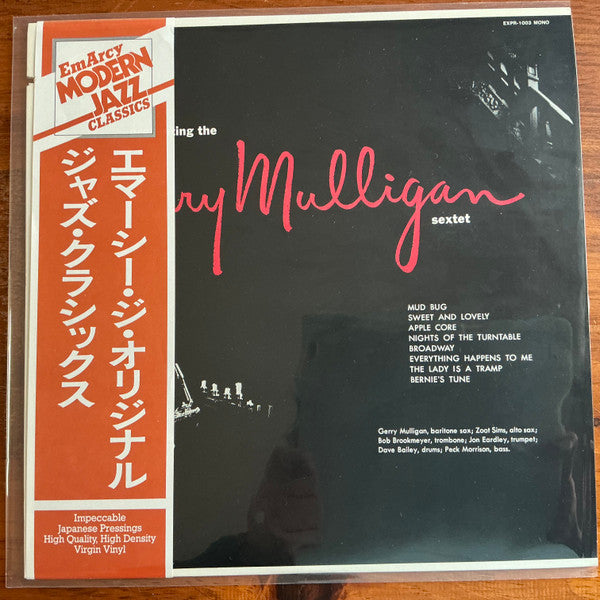 EmArcy
MODERN
JAZZ
CLASSICS
エマーシー・ジ・オリジナル
ジャズ・クラシックス
Impeccable
Japanese Pressings
High Quality, High Density
Virgin Vinyl
EXPR-1003 MONO
ting the
ry Mulligan
sextet
MUD BUG
SWEET AND LOVELY
APPLE CORE
NIGHTS OF THE TURNTABLE
BROADWAY
EVERYTHING HAPPENS TO ME
THE LADY IS A TRAMP
BERNIE'S TUNE
Gerry Mulligan, baritone sax; Zoot Sims, alto sax;
Bob Brookmeyer, trombone; Jon Eardley, trumpet;
Dave Bailey, drums; Peck Morrison, bass.